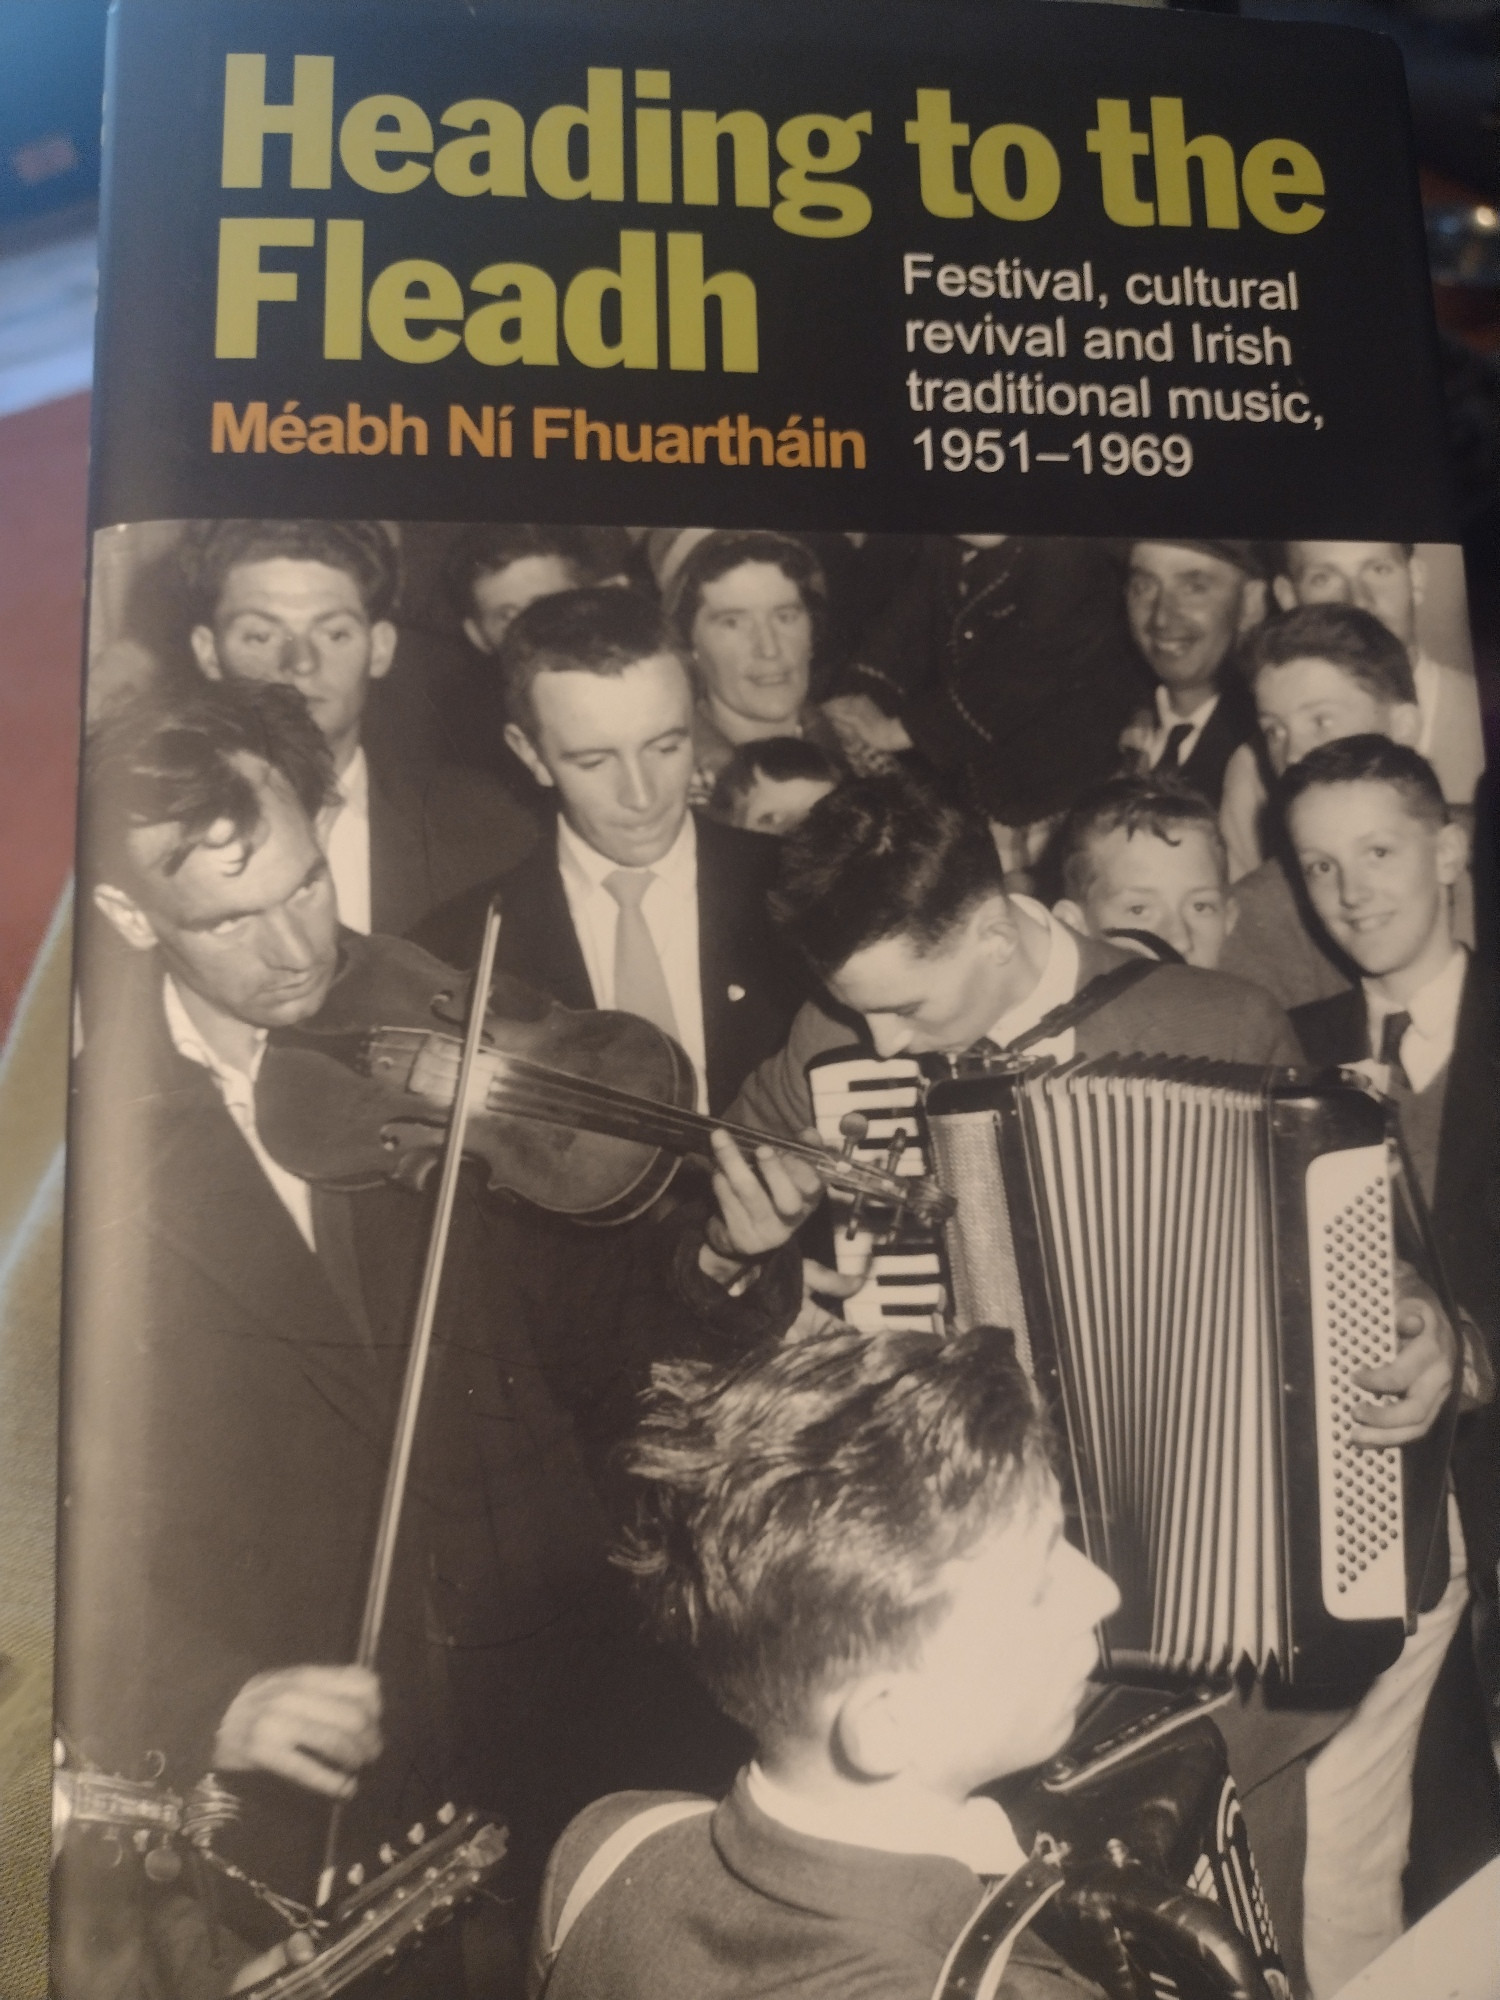 Heading to the
Fleadh
Méabh Ní Fhuartháin
Festival, cultural
revival and Irish
traditional music,
1951–1969